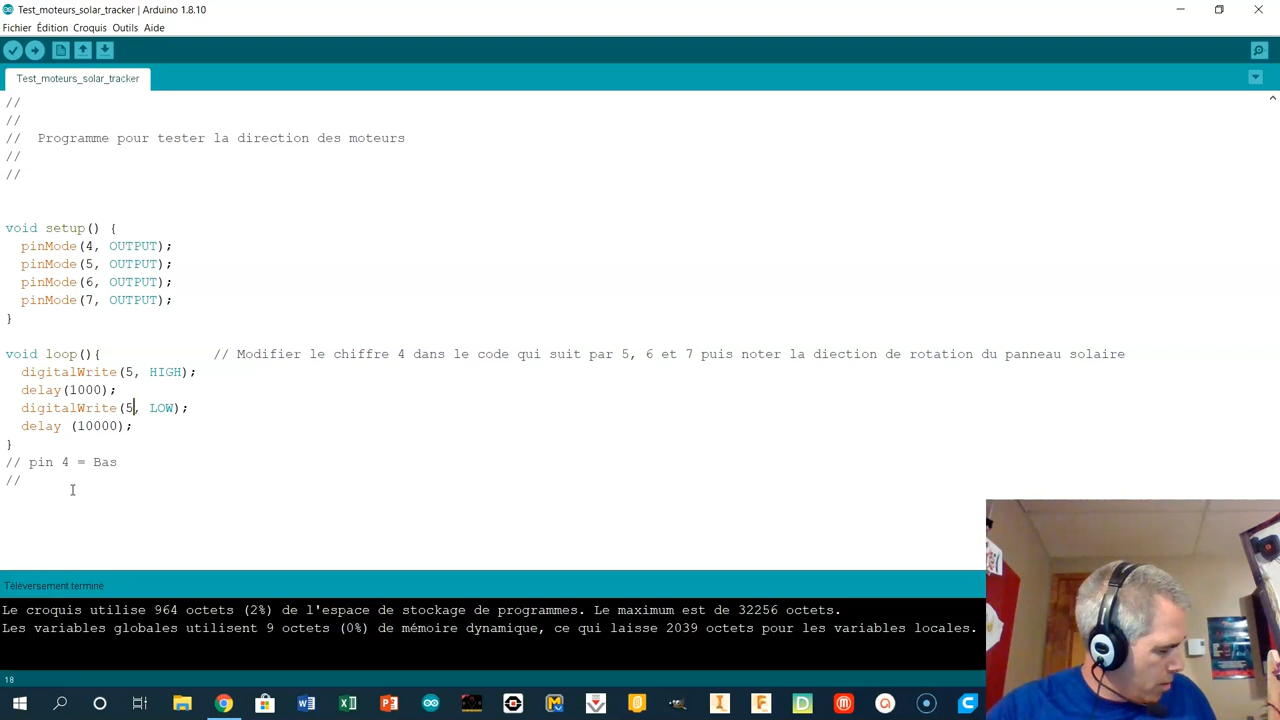 Test_moteurs_solar_tracker | Arduino 1.8.10
Fichier Édition Croquis Outils Aide
Test_moteurs_solar_tracker
//
//
// Programme pour tester la direction des moteurs
//
//
void setup() {
pinMode(4, OUTPUT);
pinMode(5, OUTPUT);
pinMode(6, OUTPUT);
pinMode(7, OUTPUT);
}
void loop(){ // Modifier le chiffre 4 dans le code qui suit par 5, 6 et 7 puis noter la diection de rotation du panneau solaire
digitalWrite(5, HIGH);
delay(1000);
digitalWrite(5, LOW);
delay (10000);
}
// pin 4 = Bas
//
Téléversement terminé
Le croquis utilise 964 octets (2%) de l'espace de stockage de programmes. Le maximum est de 32256 octets.
Les variables globales utilisent 9 octets (0%) de mémoire dynamique, ce qui laisse 2039 octets pour les variables locales.
18